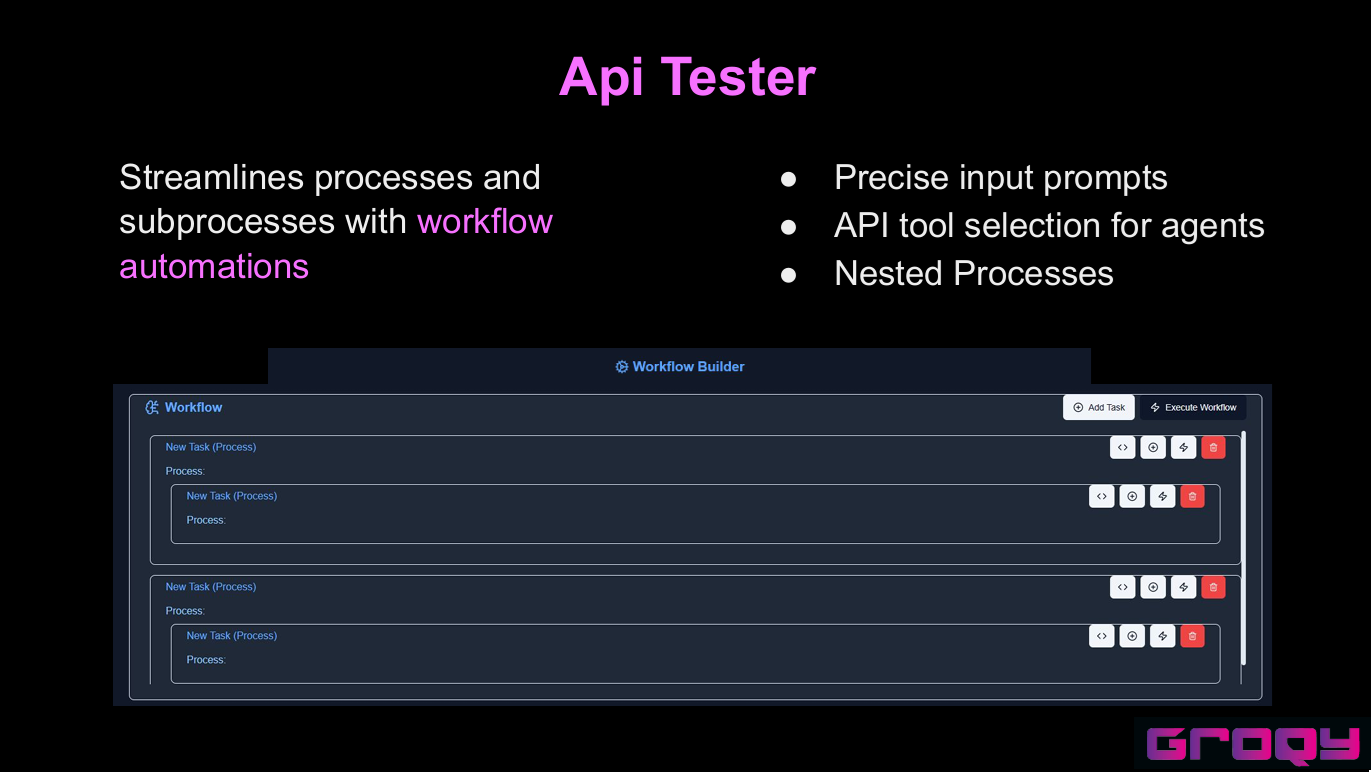 Api Tester
Streamlines processes and
subprocesses with workflow
automations
● Precise input prompts
● API tool selection for agents
● Nested Processes
Workflow Builder
Workflow
Add Task
Execute Workflow
New Task (Process)
Process:
New Task (Process)
Process:
New Task (Process)
Process:
New Task (Process)
Process:
Groqy